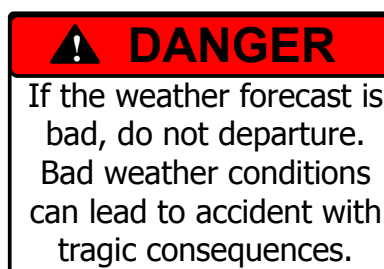 DANGER
If the weather forecast is
bad, do not departure.
Bad weather conditions
can lead to accident with
tragic consequences.